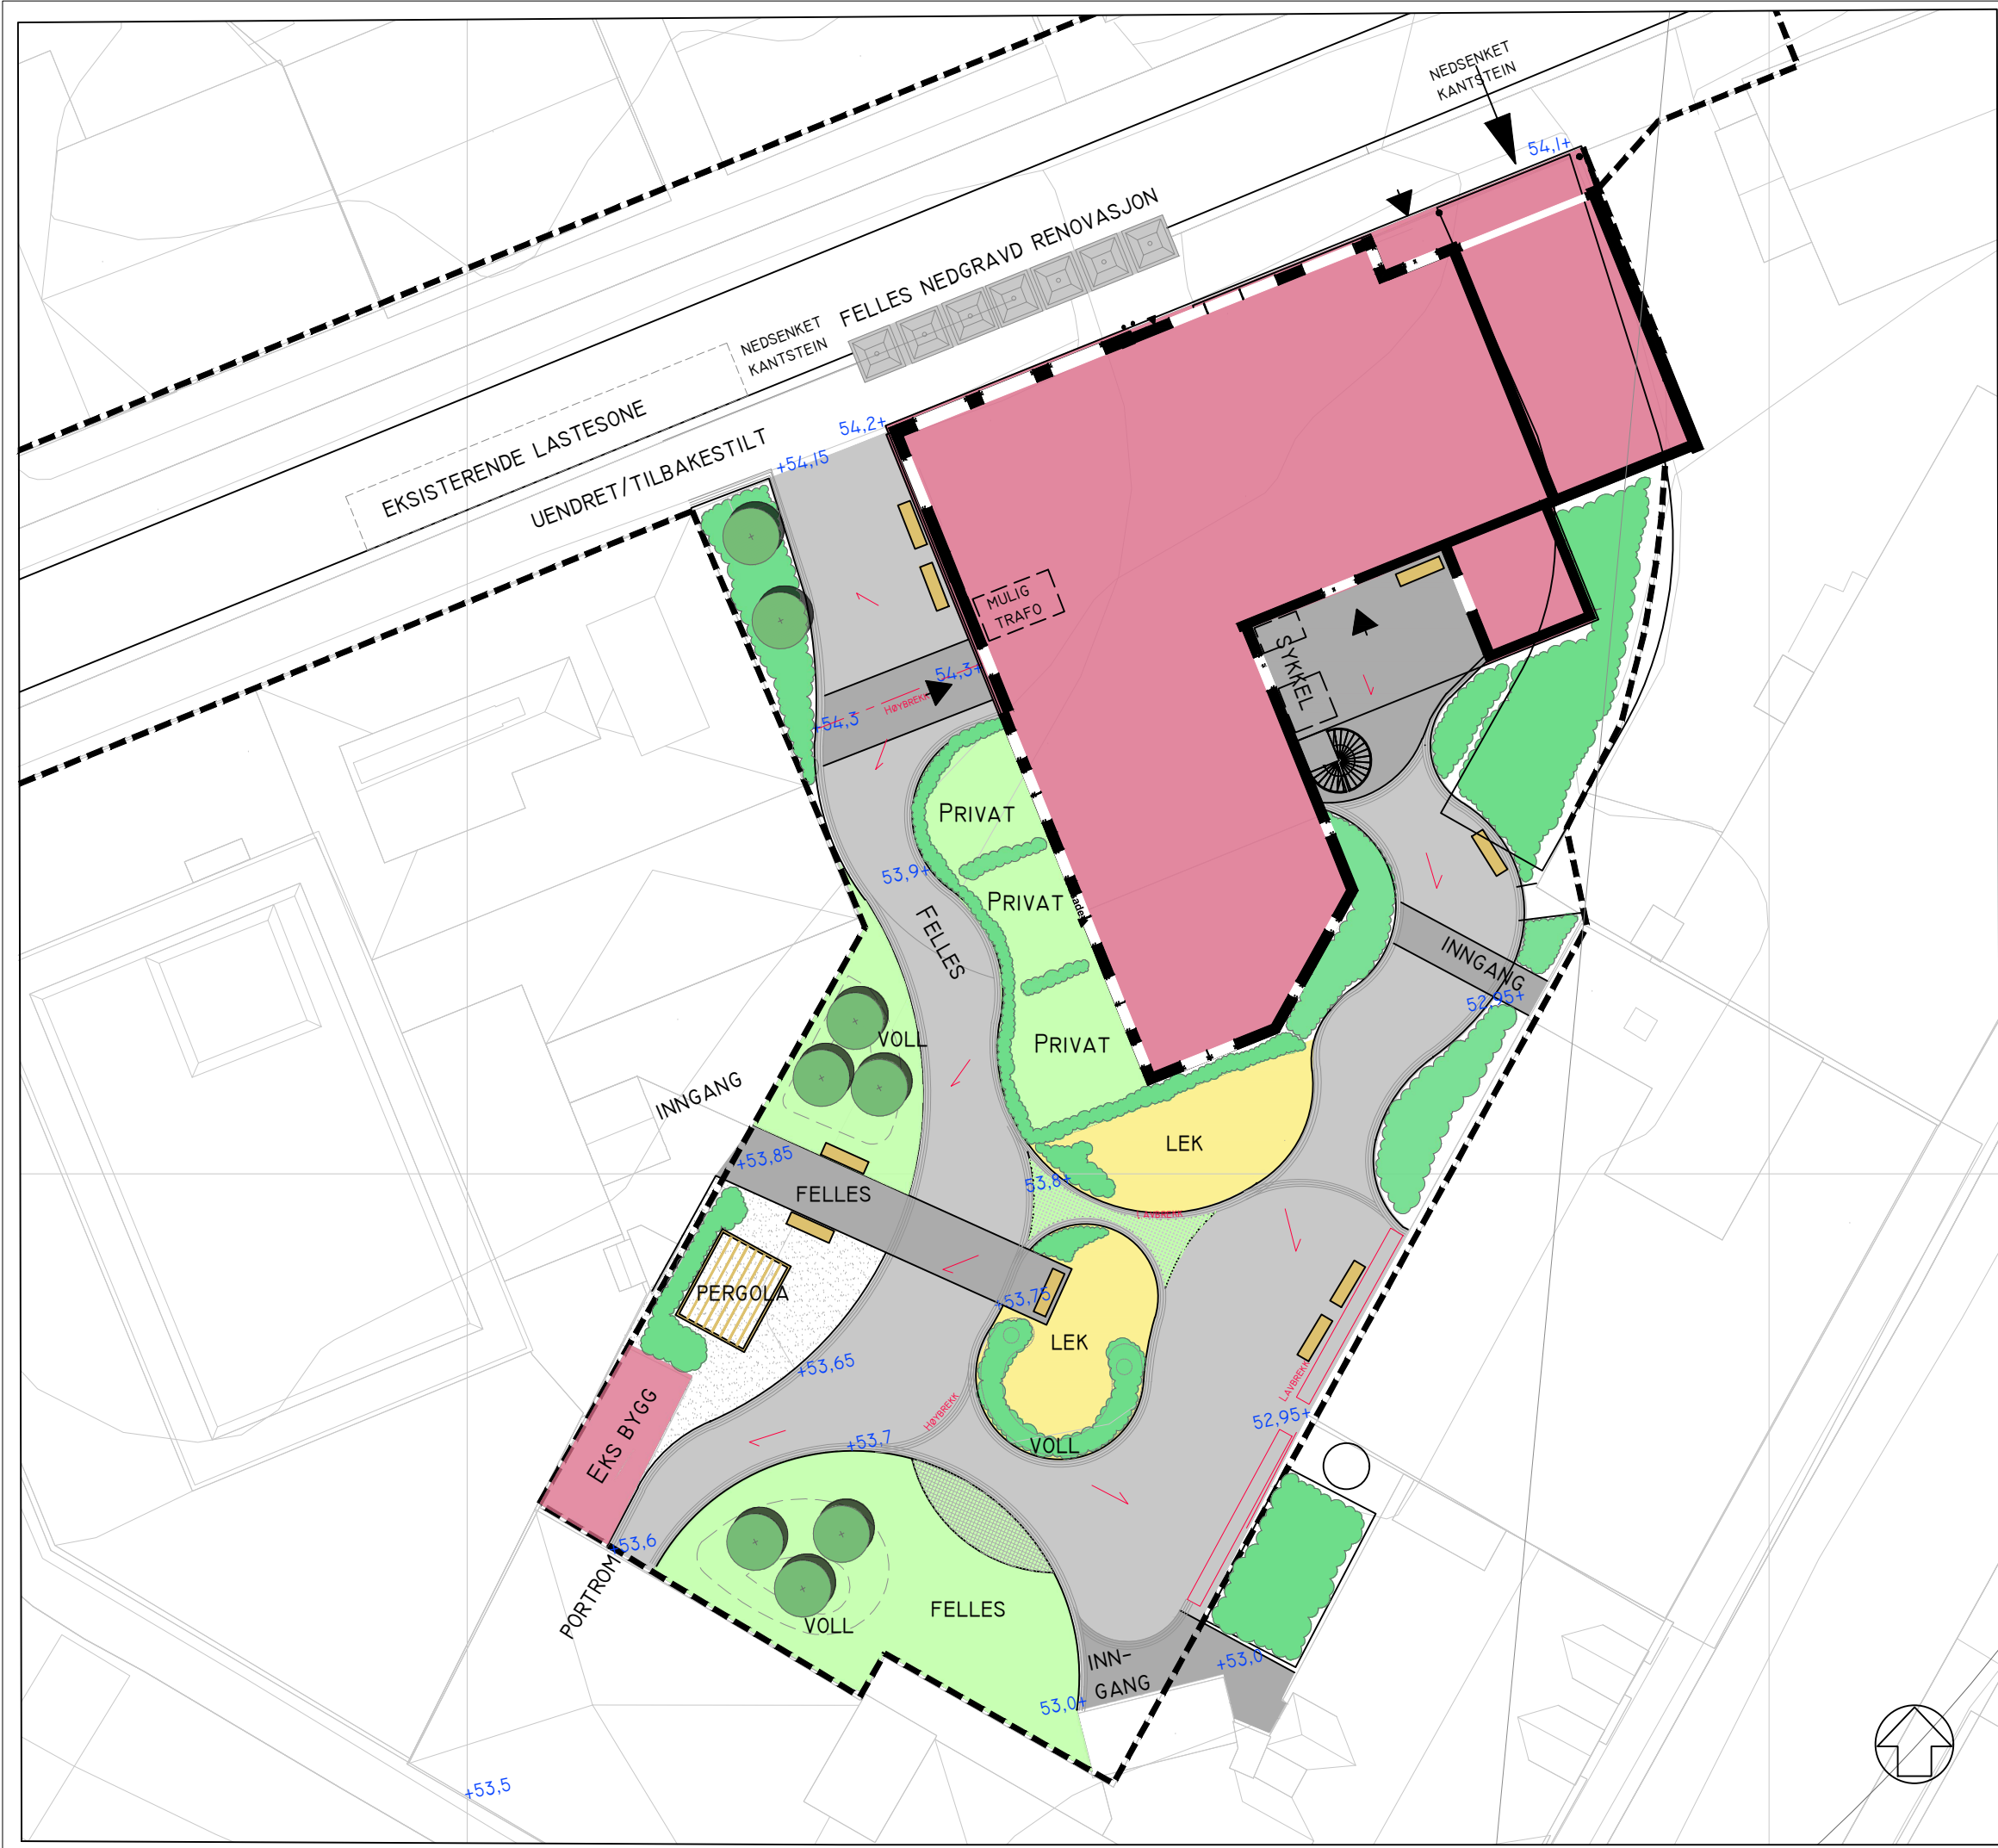 NEDSENKET
KANTSTEIN
54,1+
FELLES NEDGRAVD RENOVASJON
NEDSENKET
KANTSTEIN
EKSISTERENDE LASTESONE
UENDRET/TILBAKESTILT
54,2+
+54,15
MULIG
TRAFO
SYKKEL
54,3+
HØYBREKK
+54,3
PRIVAT
53,9+
PRIVAT
FELLES
INNGANG
52,95+
VOLL
PRIVAT
INNGANG
LEK
+53,85
53,8+
FELLES
LAVBREKK
PERGOLA
+53,75
LEK
+53,65
LAVBREKK
HØYBREKK
52,95+
EKS BYGG
+53,7
VOLL
+53,6
PORTROM
FELLES
VOLL
INN-
GANG
+53,0
53,0+
+53,5